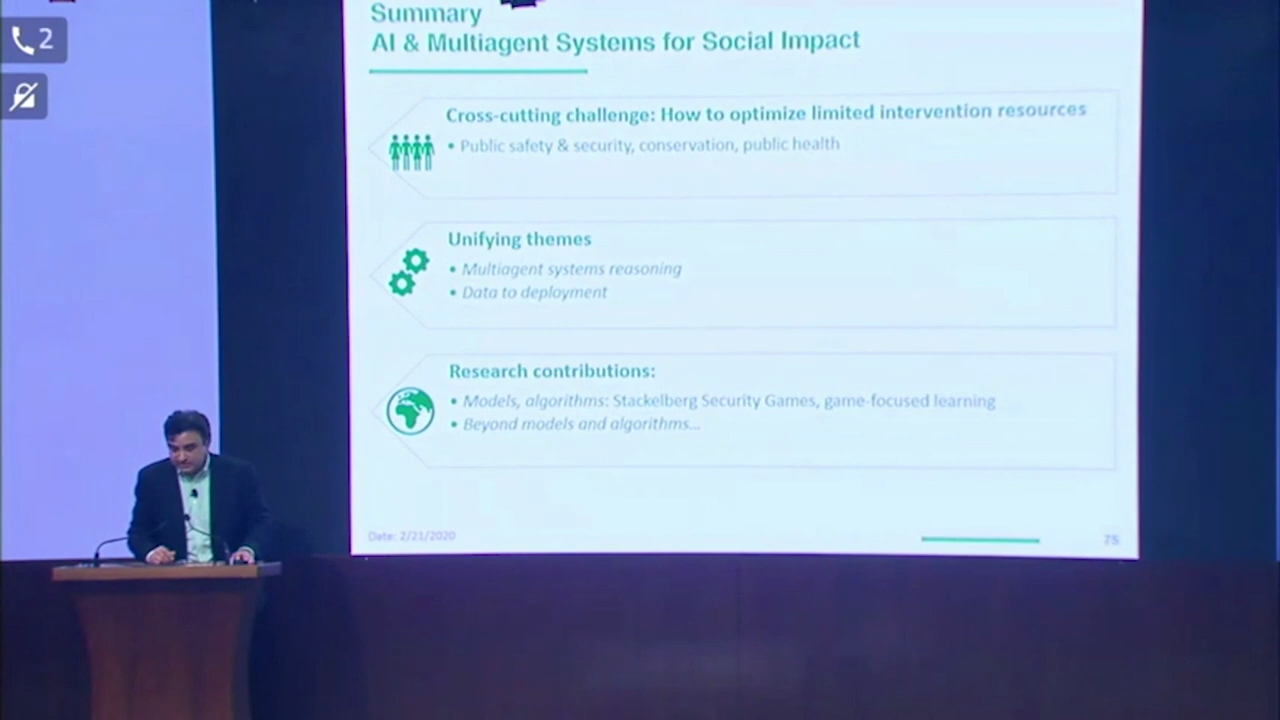 2
Summary
AI & Multiagent Systems for Social Impact
Cross-cutting challenge: How to optimize limited intervention resources
• Public safety & security, conservation, public health
Unifying themes
• Multiagent systems reasoning
• Data to deployment
Research contributions:
• Models, algorithms: Stackelberg Security Games, game-focused learning
• Beyond models and algorithms...
Date: 2/21/2020
75